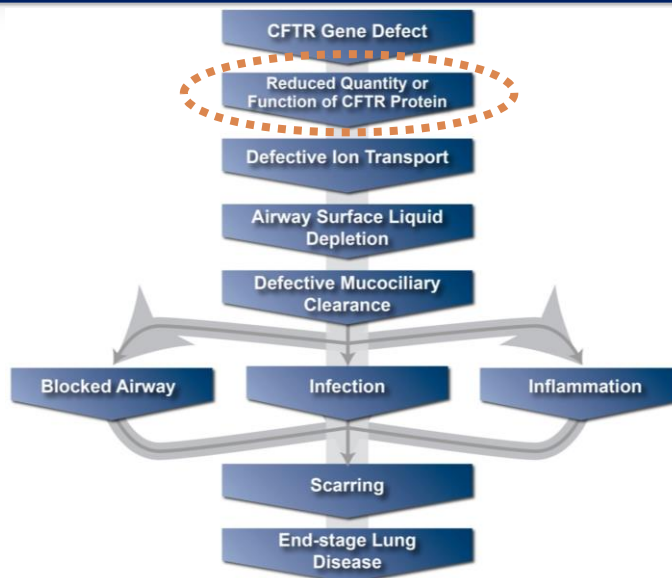 CFTR Gene Defect
Reduced Quantity or
Function of CFTR Protein
Defective Ion Transport
Airway Surface Liquid
Depletion
Defective Mucociliary
Clearance
Blocked Airway
Infection
Inflammation
Scarring
End-stage Lung
Disease